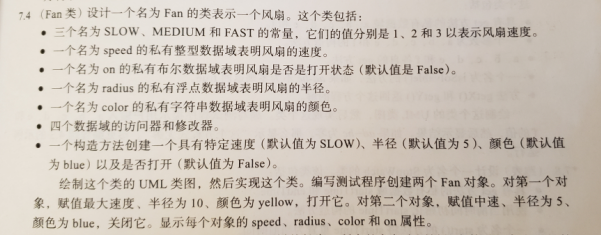 7.4 (Fan 类) 设计一个名为 Fan 的类表示一个风扇。这个类包括:
• 三个名为 SLOW、MEDIUM 和 FAST 的常量,它们的值分别是 1、2 和 3 以表示风扇速度。
• 一个名为 speed 的私有整型数据域表明风扇的速度。
• 一个名为 on 的私有布尔数据域表明风扇是否是打开状态(默认值是 False)。
• 一个名为 radius 的私有浮点数据域表明风扇的半径。
• 一个名为 color 的私有字符串数据域表明风扇的颜色。
• 四个数据域的访问器和修改器。
• 一个构造方法创建一个具有特定速度(默认值为 SLOW)、半径(默认值为 5)、颜色(默认值
为 blue)以及是否打开(默认值为 False)。
绘制这个类的 UML 类图,然后实现这个类。编写测试程序创建两个 Fan 对象。对第一个对
象,赋值最大速度、半径为 10、颜色为 yellow,打开它。对第二个对象,赋值中速、半径为 5、
颜色为 blue,关闭它。显示每个对象的 speed、radius、color 和 on 属性。